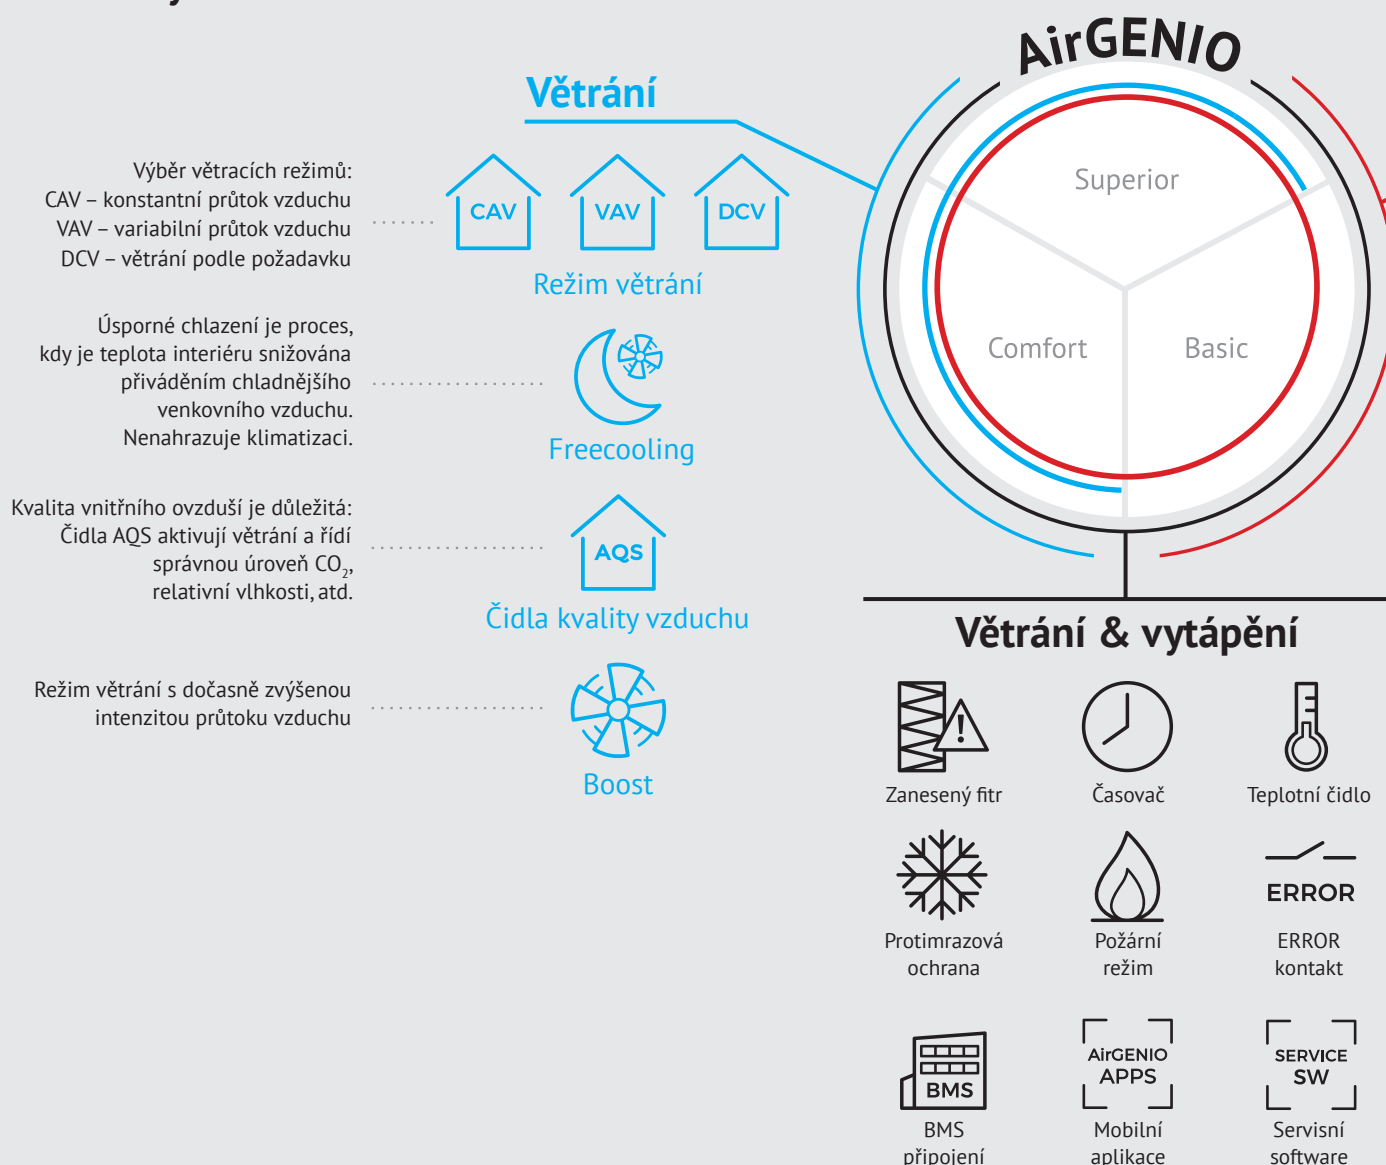 AirGENIO
Větrání
Výběr větracích režimů:
CAV – konstantní průtok vzduchu
VAV – variabilní průtok vzduchu
DCV – větrání podle požadavku
CAV
VAV
DCV
Režim větrání
Úsporné chlazení je proces,
kdy je teplota interiéru snižována
přiváděním chladnějšího
venkovního vzduchu.
Nenahrazuje klimatizaci.
Freecooling
Kvalita vnitřního ovzduší je důležitá:
Čidla AQS aktivují větrání a řídí
správnou úroveň CO₂,
relativní vlhkosti, atd.
AQS
Čidla kvality vzduchu
Režim větrání s dočasně zvýšenou
intenzitou průtoku vzduchu
Boost
Superior
Comfort
Basic
Větrání & vytápění
Zanesený fitr
Časovač
Teplotní čidlo
ERROR
Protimrazová
ochrana
Požární
režim
ERROR
kontakt
BMS
AirGENIO
APPS
SERVICE
SW
BMS
připojení
Mobilní
aplikace
Servisní
software